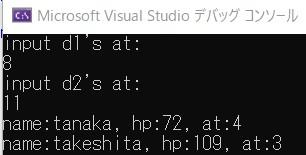 Microsoft Visual Studio デバッグ コンソール
input d1's at:
8
input d2's at:
11
name:tanaka, hp:72, at:4
name:takeshita, hp:109, at:3